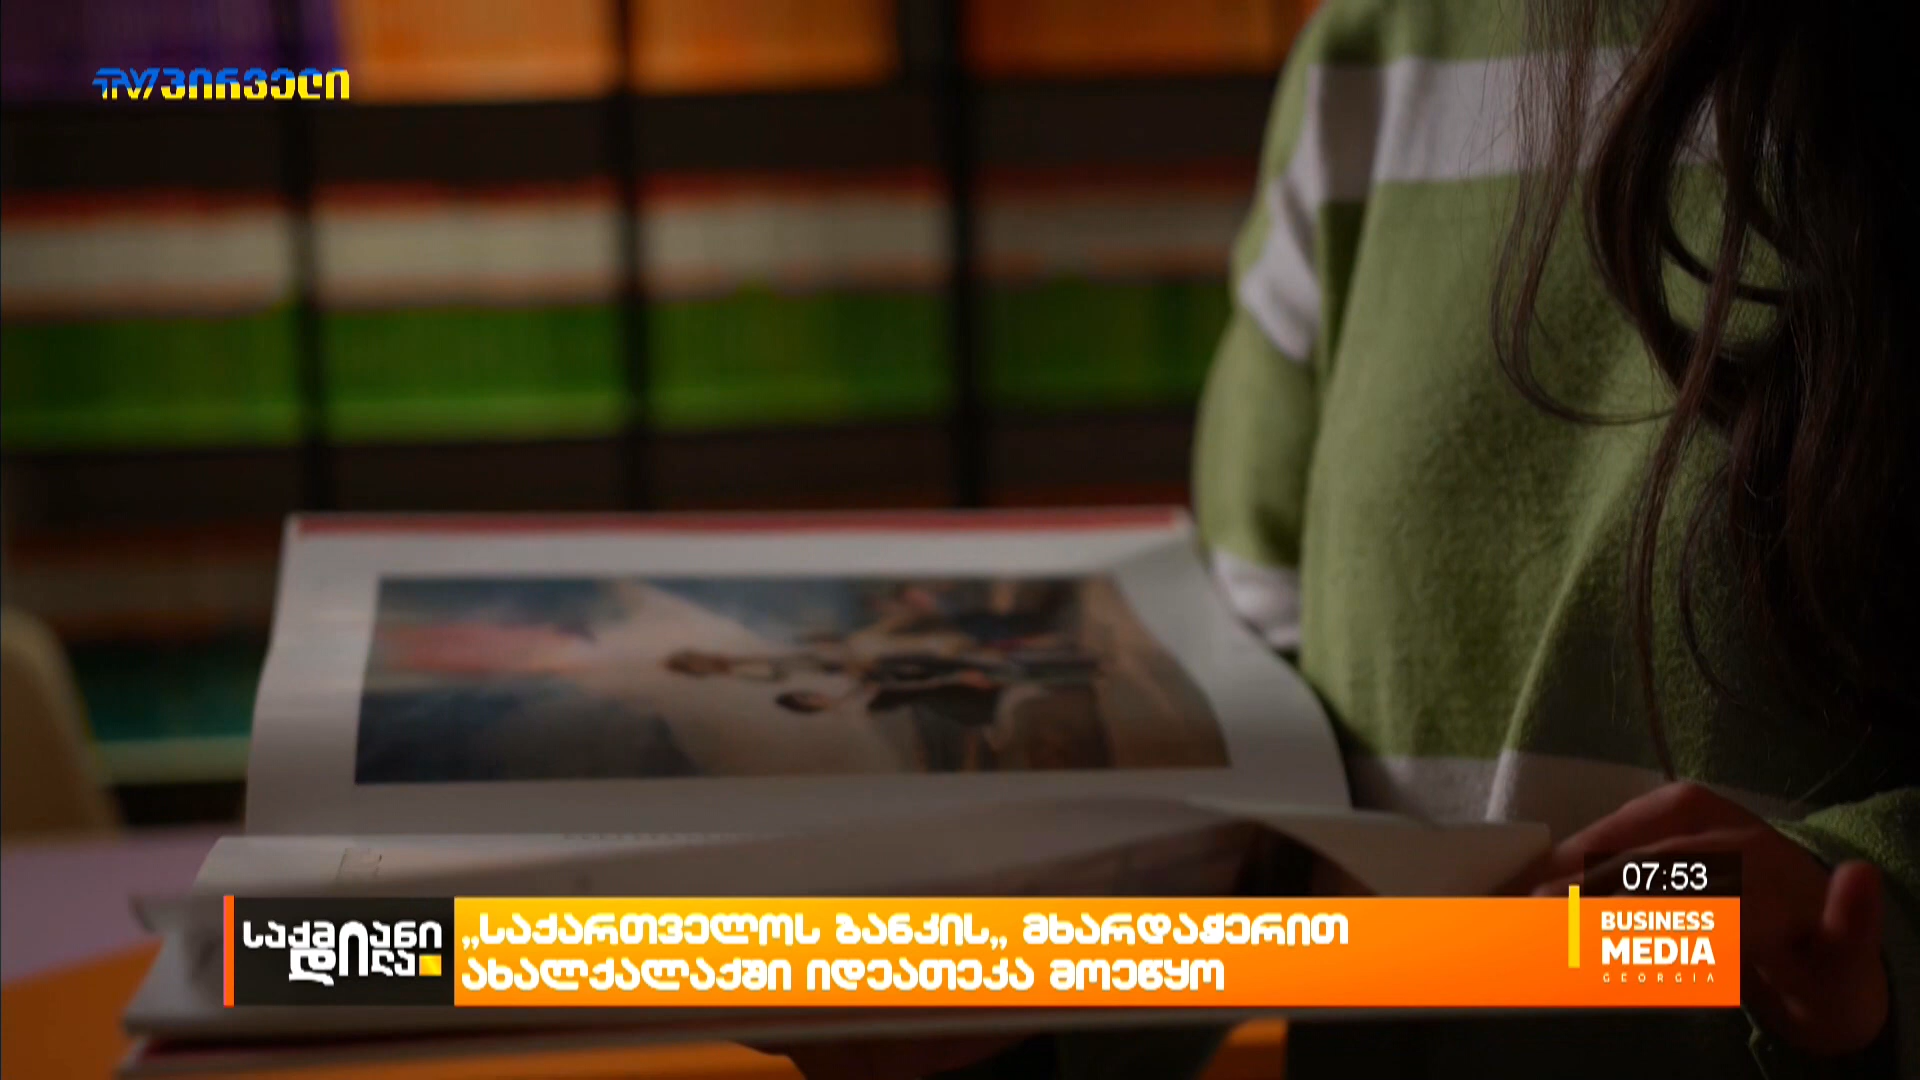 TV პირველი
07:53
საქმიანი
დილა
„საქართველოს ბანკის„ მხარდაჭერით
ახალქალაქში იდეათეკა მოეწყო
BUSINESS
MEDIA
GEORGIA